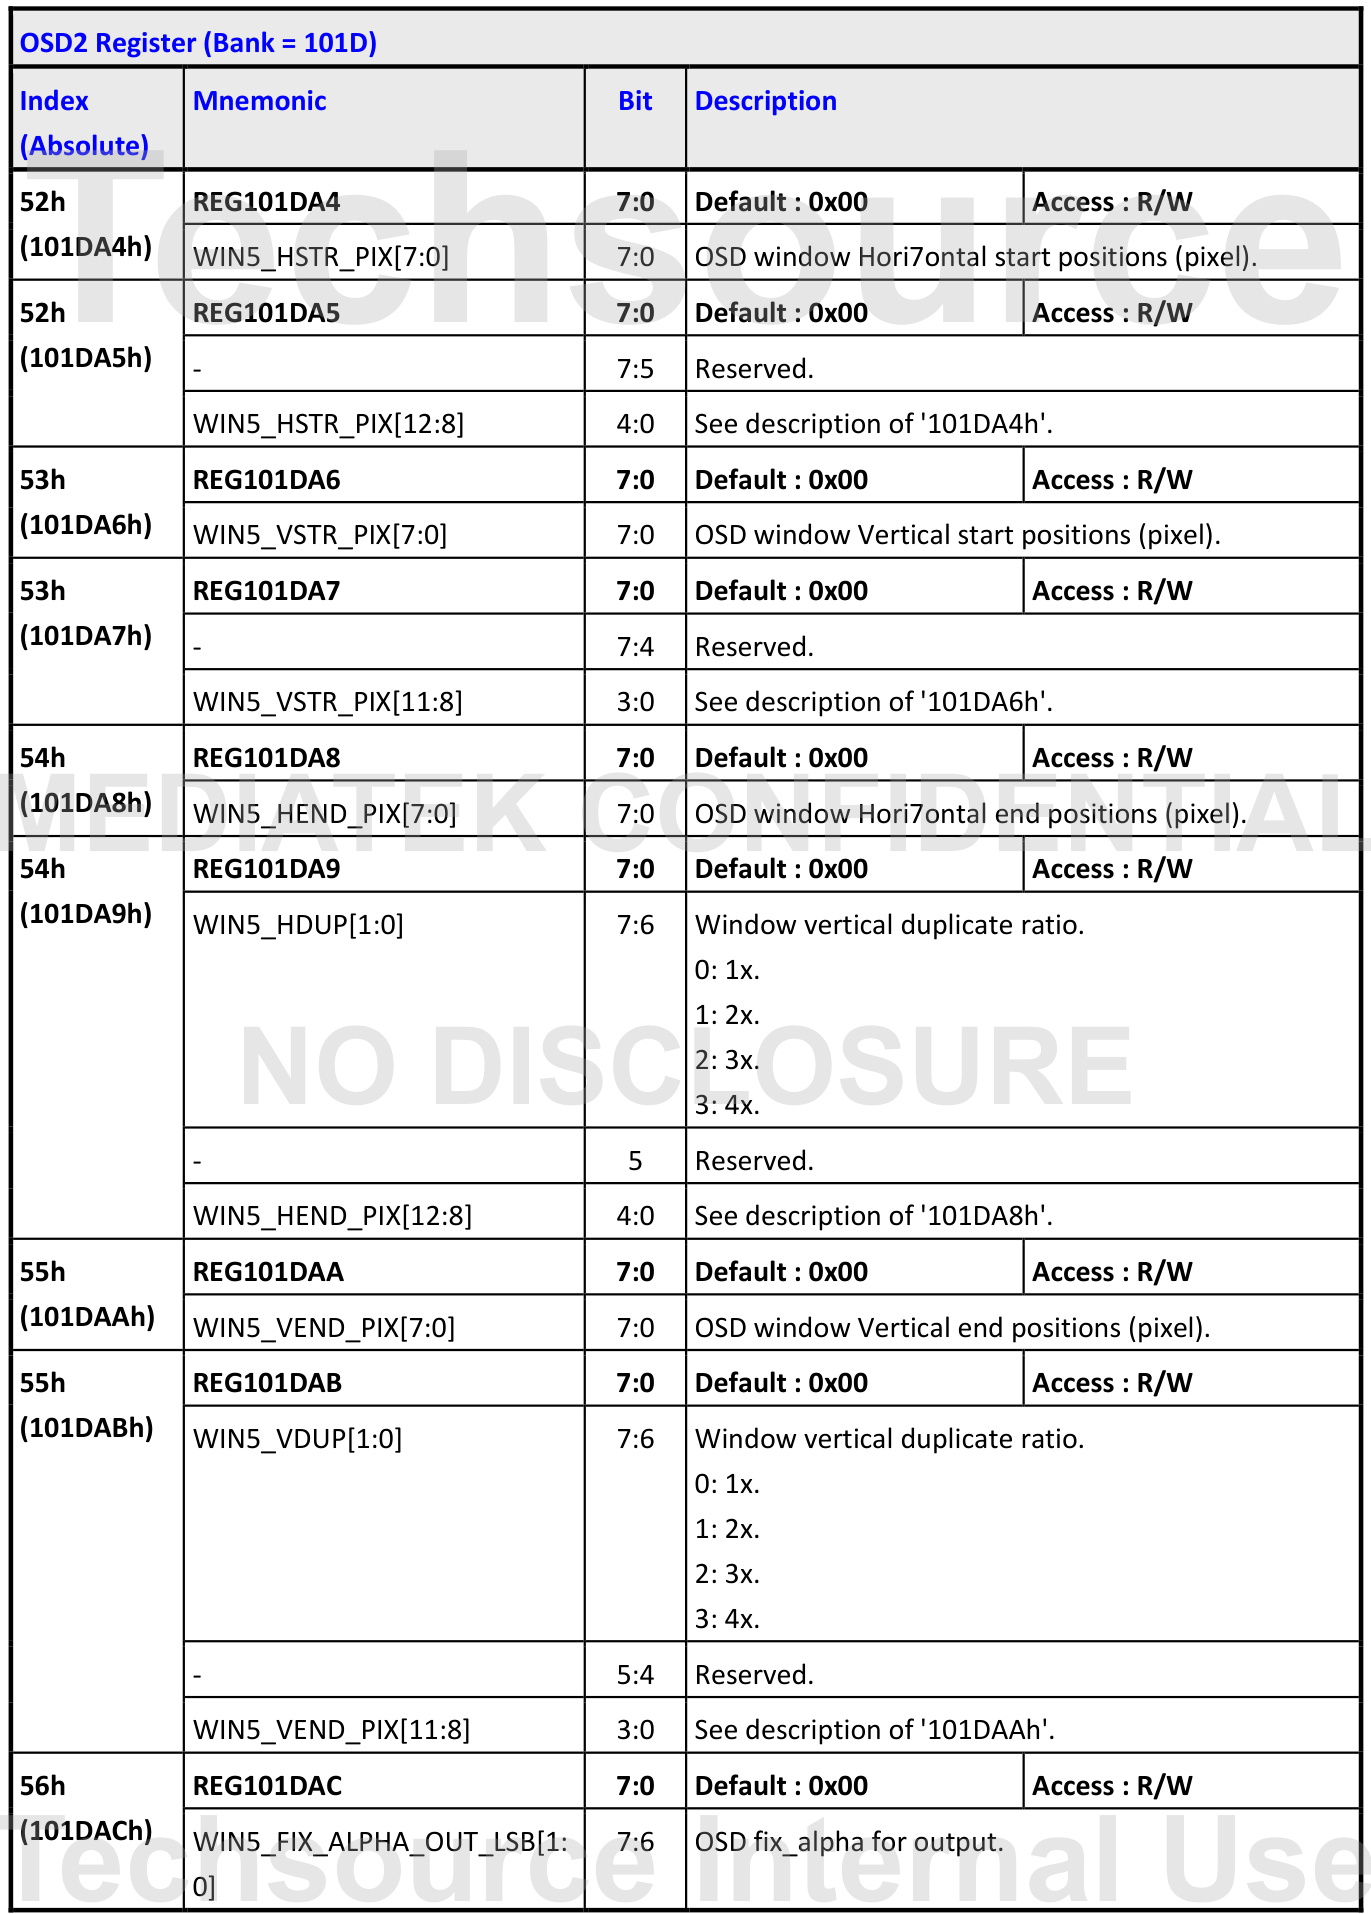 OSD2 Register (Bank = 101D)
Index (Absolute) Mnemonic Bit Description
52h (101DA4h) REG101DA4 7:0 Default : 0x00 Access : R/W
WIN5_HSTR_PIX[7:0] 7:0 OSD window Hori7ontal start positions (pixel).
52h (101DA5h) REG101DA5 7:0 Default : 0x00 Access : R/W
- 7:5 Reserved.
WIN5_HSTR_PIX[12:8] 4:0 See description of '101DA4h'.
53h (101DA6h) REG101DA6 7:0 Default : 0x00 Access : R/W
WIN5_VSTR_PIX[7:0] 7:0 OSD window Vertical start positions (pixel).
53h (101DA7h) REG101DA7 7:0 Default : 0x00 Access : R/W
- 7:4 Reserved.
WIN5_VSTR_PIX[11:8] 3:0 See description of '101DA6h'.
54h (101DA8h) REG101DA8 7:0 Default : 0x00 Access : R/W
WIN5_HEND_PIX[7:0] 7:0 OSD window Hori7ontal end positions (pixel).
54h (101DA9h) REG101DA9 7:0 Default : 0x00 Access : R/W
WIN5_HDUP[1:0] 7:6 Window vertical duplicate ratio.
0: 1x.
1: 2x.
2: 3x.
3: 4x.
- 5 Reserved.
WIN5_HEND_PIX[12:8] 4:0 See description of '101DA8h'.
55h (101DAAh) REG101DAA 7:0 Default : 0x00 Access : R/W
WIN5_VEND_PIX[7:0] 7:0 OSD window Vertical end positions (pixel).
55h (101DABh) REG101DAB 7:0 Default : 0x00 Access : R/W
WIN5_VDUP[1:0] 7:6 Window vertical duplicate ratio.
0: 1x.
1: 2x.
2: 3x.
3: 4x.
- 5:4 Reserved.
WIN5_VEND_PIX[11:8] 3:0 See description of '101DAAh'.
56h (101DACh) REG101DAC 7:0 Default : 0x00 Access : R/W
WIN5_FIX_ALPHA_OUT_LSB[1:0] 7:6 OSD fix_alpha for output.
Techsource
MEDIATEK CONFIDENTIAL
NO DISCLOSURE
Techsource Internal Use